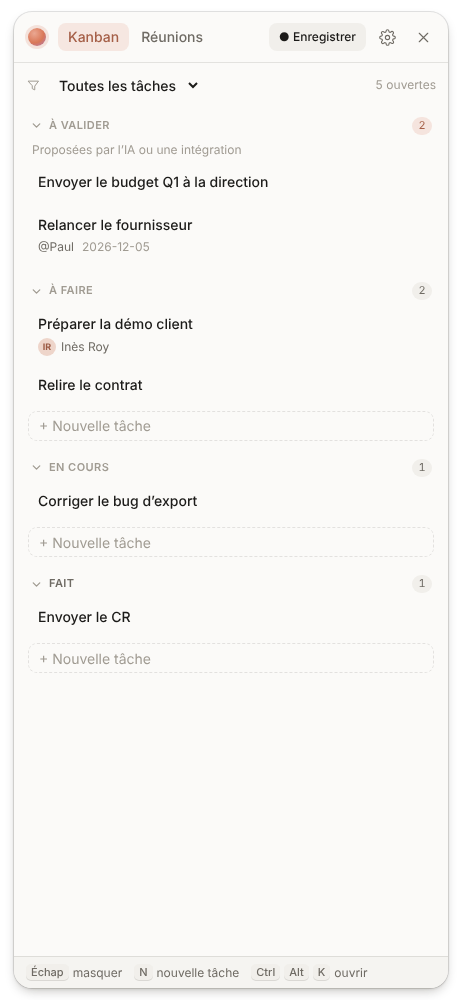 Kanban Réunions Enregistrer
Toutes les tâches 5 ouvertes
À VALIDER 2
Proposées par l'IA ou une intégration
Envoyer le budget Q1 à la direction
Relancer le fournisseur
@Paul 2026-12-05
À FAIRE 2
Préparer la démo client
IR Inès Roy
Relire le contrat
+ Nouvelle tâche
EN COURS 1
Corriger le bug d’export
+ Nouvelle tâche
FAIT 1
Envoyer le CR
+ Nouvelle tâche
Échap masquer N nouvelle tâche Ctrl Alt K ouvrir